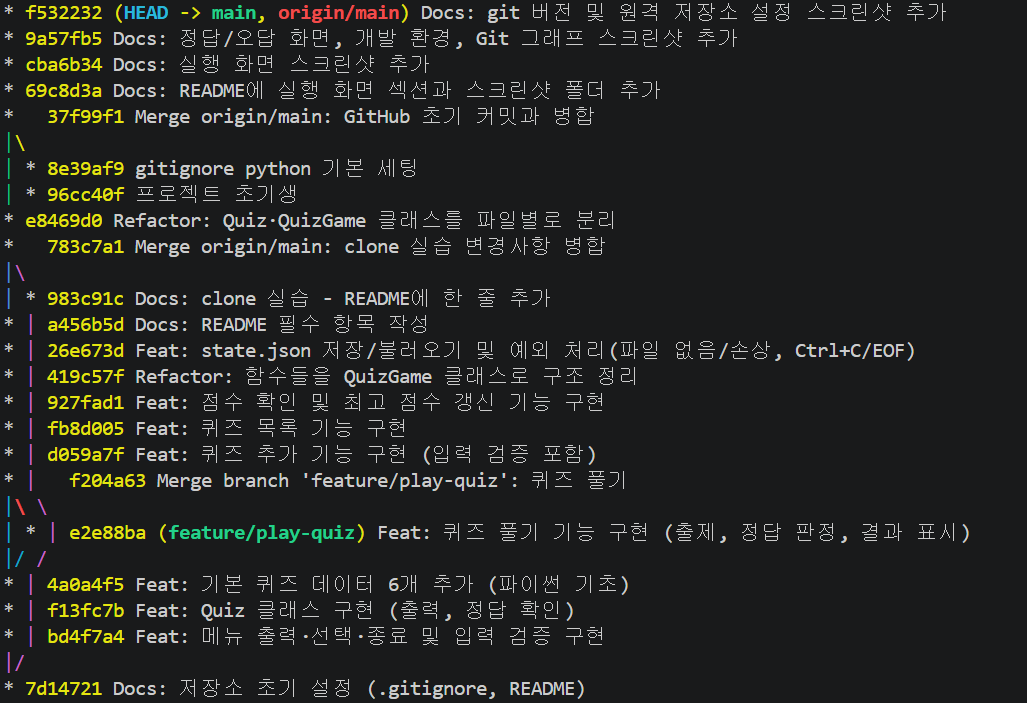 * f532232 (HEAD -> main, origin/main) Docs: git 버전 및 원격 저장소 설정 스크린샷 추가
* 9a57fb5 Docs: 정답/오답 화면, 개발 환경, Git 그래프 스크린샷 추가
* cba6b34 Docs: 실행 화면 스크린샷 추가
* 69c8d3a Docs: README에 실행 화면 섹션과 스크린샷 폴더 추가
*   37f99f1 Merge origin/main: GitHub 초기 커밋과 병합
|\
| * 8e39af9 gitignore python 기본 세팅
| * 96cc40f 프로젝트 초기생
* e8469d0 Refactor: Quiz·QuizGame 클래스를 파일별로 분리
*   783c7a1 Merge origin/main: clone 실습 변경사항 병합
|\
| * 983c91c Docs: clone 실습 - README에 한 줄 추가
* | a456b5d Docs: README 필수 항목 작성
* | 26e673d Feat: state.json 저장/불러오기 및 예외 처리(파일 없음/손상, Ctrl+C/EOF)
* | 419c57f Refactor: 함수들을 QuizGame 클래스로 구조 정리
* | 927fad1 Feat: 점수 확인 및 최고 점수 갱신 기능 구현
* | fb8d005 Feat: 퀴즈 목록 기능 구현
* | d059a7f Feat: 퀴즈 추가 기능 구현 (입력 검증 포함)
* |   f204a63 Merge branch 'feature/play-quiz': 퀴즈 풀기
|\ \
| * | e2e88ba (feature/play-quiz) Feat: 퀴즈 풀기 기능 구현 (출제, 정답 판정, 결과 표시)
|/ /
* | 4a0a4f5 Feat: 기본 퀴즈 데이터 6개 추가 (파이썬 기초)
* | f13fc7b Feat: Quiz 클래스 구현 (출력, 정답 확인)
* | bd4f7a4 Feat: 메뉴 출력·선택·종료 및 입력 검증 구현
|/
* 7d14721 Docs: 저장소 초기 설정 (.gitignore, README)